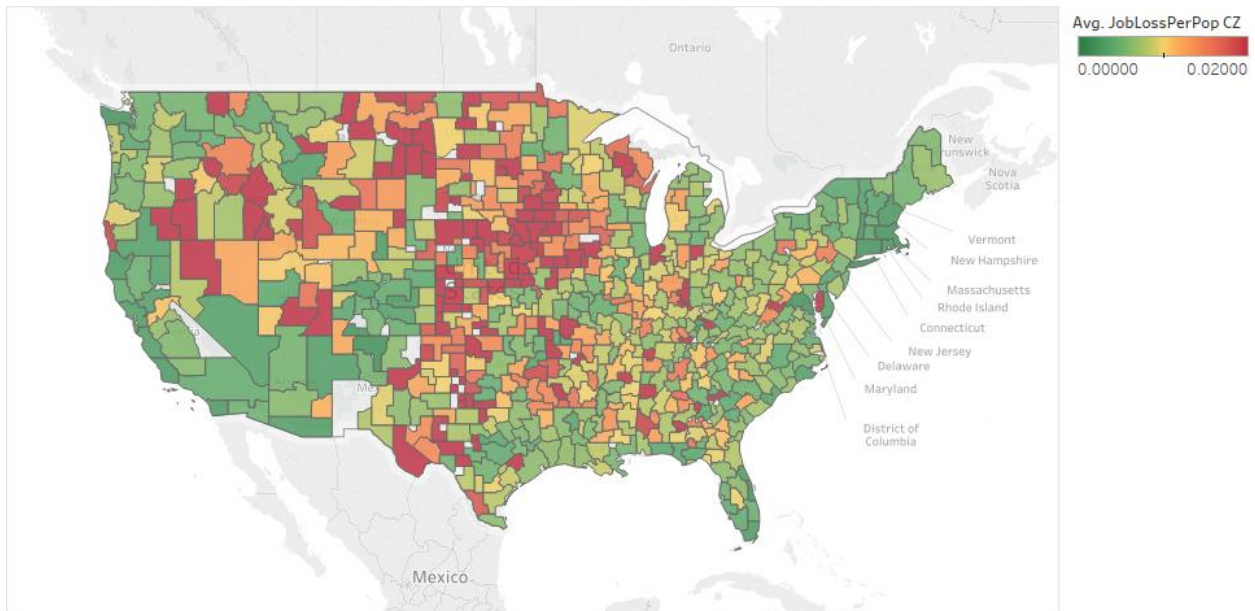 Avg. JobLossPerPop CZ
0.00000 0.02000
Ontario
New
runswick
Nova
Scotia
Vermont
New Hampshire
Massachusetts
Rhode Island
Connecticut
New Jersey
Delaware
Maryland
District of
Columbia
Mexico